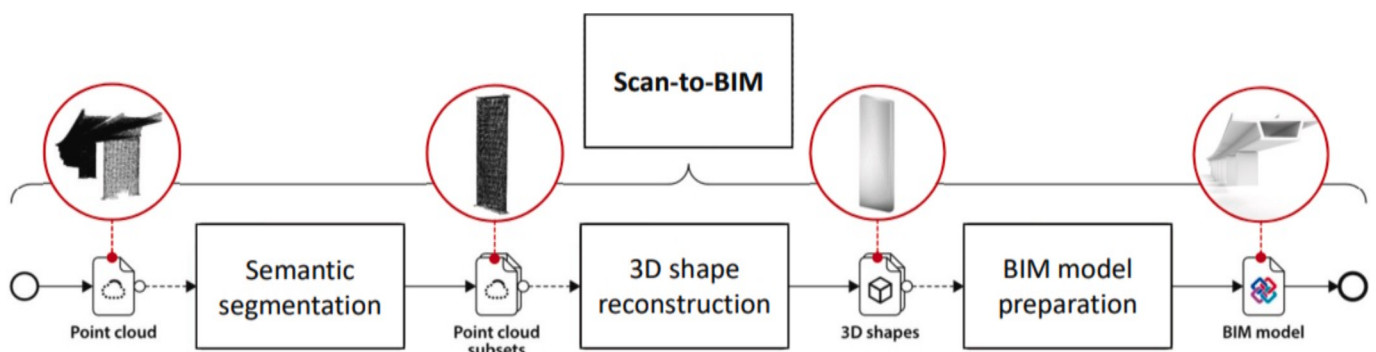 Scan-to-BIM
Semantic
segmentation
3D shape
reconstruction
BIM model
preparation
Point cloud
Point cloud
subsets
3D shapes
BIM model